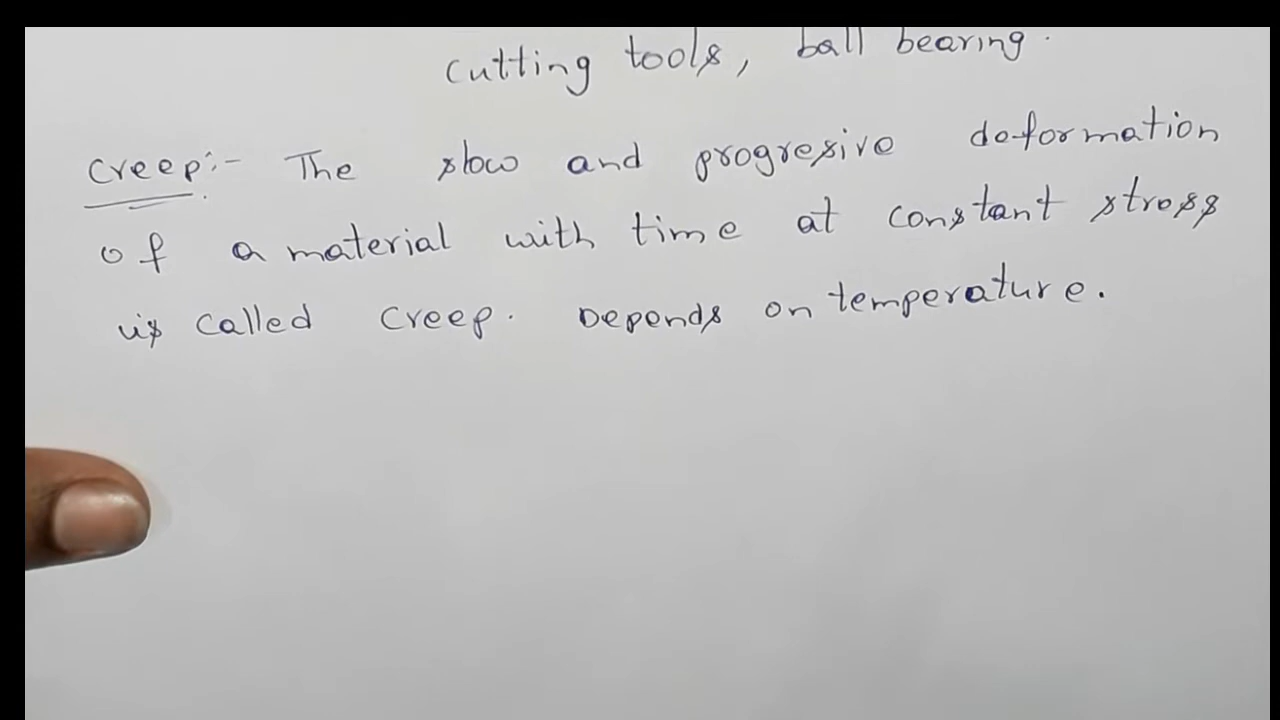 cutting tools, ball bearing.
Creep:- The slow and progresive deformation
of a material with time at constant stress
is called creep. Depends on temperature.